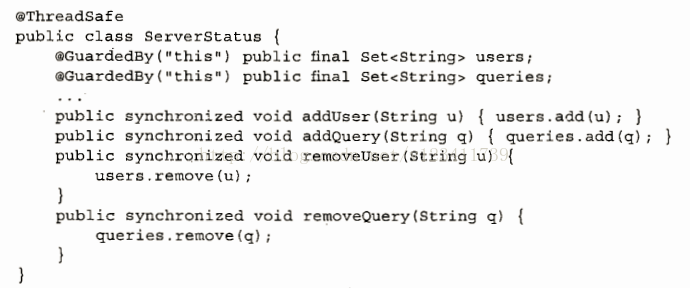 @ThreadSafe
public class ServerStatus {
    @GuardedBy("this") public final Set<String> users;
    @GuardedBy("this") public final Set<String> queries;
    ...
    public synchronized void addUser(String u) { users.add(u); }
    public synchronized void addQuery(String q) { queries.add(q); }
    public synchronized void removeUser(String u) {
        users.remove(u);
    }
    public synchronized void removeQuery(String q) {
        queries.remove(q);
    }
}